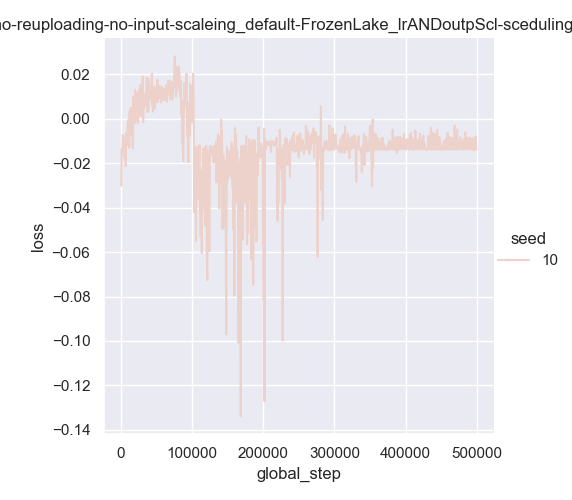 no-reuploading-no-input-scaleing_default-FrozenLake_lrANDoutpScl-sceduling
0.02
0.00
−0.02
−0.04
−0.06
−0.08
−0.10
−0.12
−0.14
loss
0 100000 200000 300000 400000 500000
global_step
seed
10